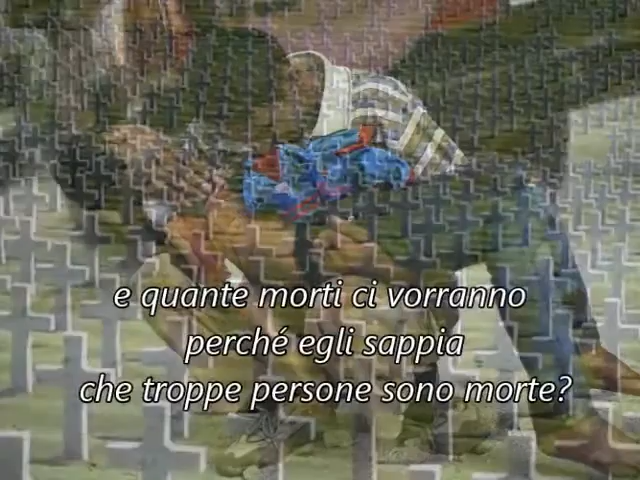 e quante morti ci vorranno
perché egli sappia
che troppe persone sono morte?